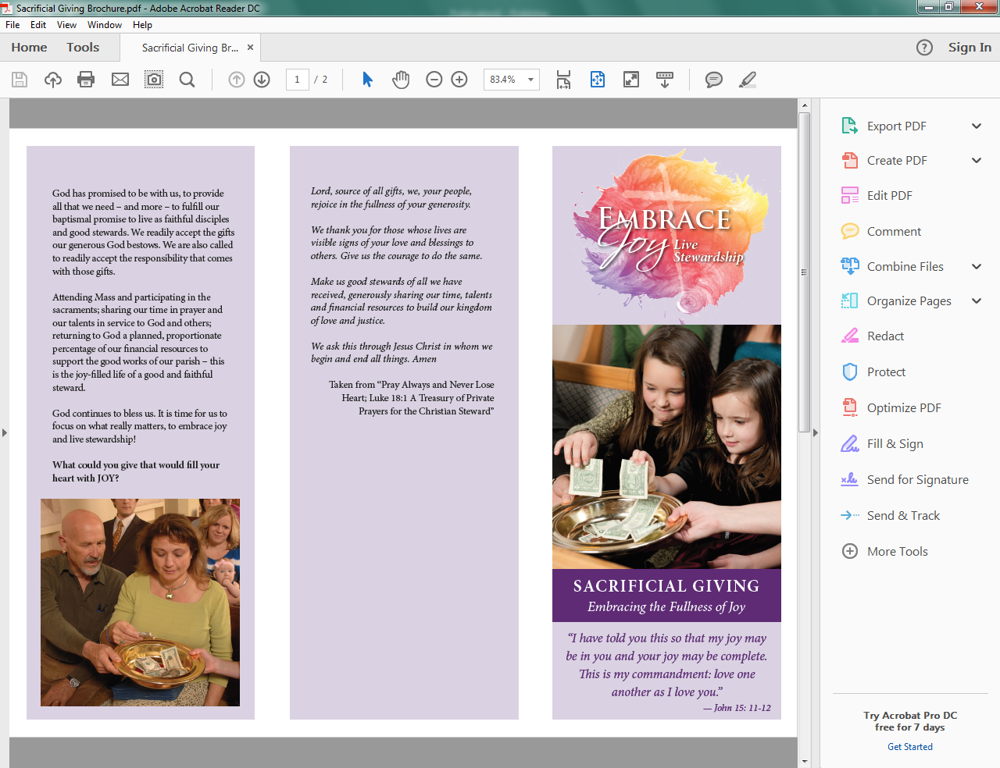 Sacrificial Giving Brochure.pdf - Adobe Acrobat Reader DC
File Edit View Window Help
Home Tools Sacrificial Giving Br... × ? Sign In
1 / 2 83.4%
God has promised to be with us, to provide
all that we need – and more – to fulfill our
baptismal promise to live as faithful disciples
and good stewards. We readily accept the gifts
our generous God bestows. We are also called
to readily accept the responsibility that comes
with those gifts.
Attending Mass and participating in the
sacraments; sharing our time in prayer and
our talents in service to God and others;
returning to God a planned, proportionate
percentage of our financial resources to
support the good works of our parish – this
is the joy-filled life of a good and faithful
steward.
God continues to bless us. It is time for us to
focus on what really matters, to embrace joy
and live stewardship!
What could you give that would fill your
heart with JOY?
Lord, source of all gifts, we, your people,
rejoice in the fullness of your generosity.
We thank you for those whose lives are
visible signs of your love and blessings to
others. Give us the courage to do the same.
Make us good stewards of all we have
received, generously sharing our time, talents
and financial resources to build our kingdom
of love and justice.
We ask this through Jesus Christ in whom we
begin and end all things. Amen
Taken from “Pray Always and Never Lose
Heart; Luke 18:1 A Treasury of Private
Prayers for the Christian Steward”
EMBRACE
Joy Live
Stewardship
SACRIFICIAL GIVING
Embracing the Fullness of Joy
“I have told you this so that my joy may
be in you and your joy may be complete.
This is my commandment: love one
another as I love you.”
— John 15: 11-12
Export PDF
Create PDF
Edit PDF
Comment
Combine Files
Organize Pages
Redact
Protect
Optimize PDF
Fill & Sign
Send for Signature
Send & Track
More Tools
Try Acrobat Pro DC
free for 7 days
Get Started